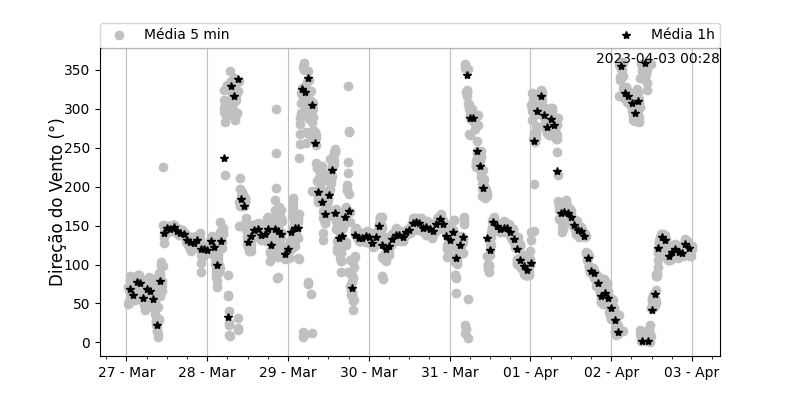 Média 5 min
Média 1h
2023-04-03 00:28
Direção do Vento (°)
350
300
250
200
150
100
50
0
27 - Mar
28 - Mar
29 - Mar
30 - Mar
31 - Mar
01 - Apr
02 - Apr
03 - Apr